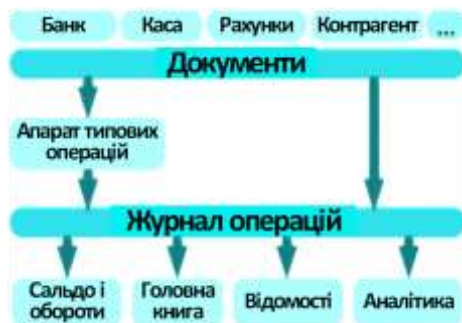 Банк Каса Рахунки Контрагент ...
Документи
Апарат типових
операцій
Журнал операцій
Сальдо і
обороти
Головна
книга
Відомості
Аналітика